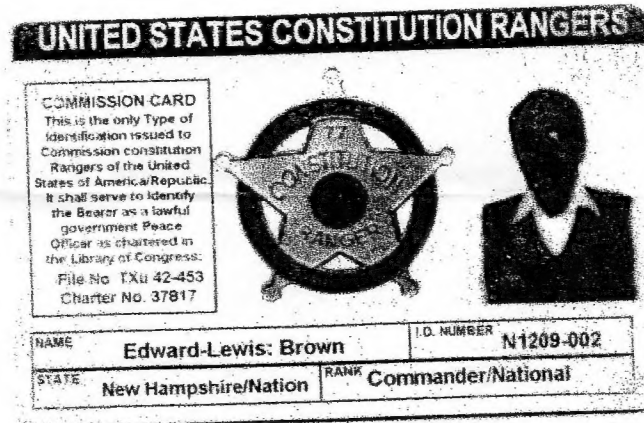 UNITED STATES CONSTITUTION RANGERS
COMMISSION CARD
This is the only Type of
Identification issued to
Commission constitution
Rangers of the United
States of America/Republic.
It shall serve to Identify
the Bearer as a lawful
government Peace
Officer as chartered in
the Library of Congress:
File No TXu 42-453
Charter No. 37817
77
CONSTITUTION
RANGER
NAME
Edward-Lewis: Brown
I.D. NUMBER
N1209-002
STATE
New Hampshire/Nation
RANK
Commander/National